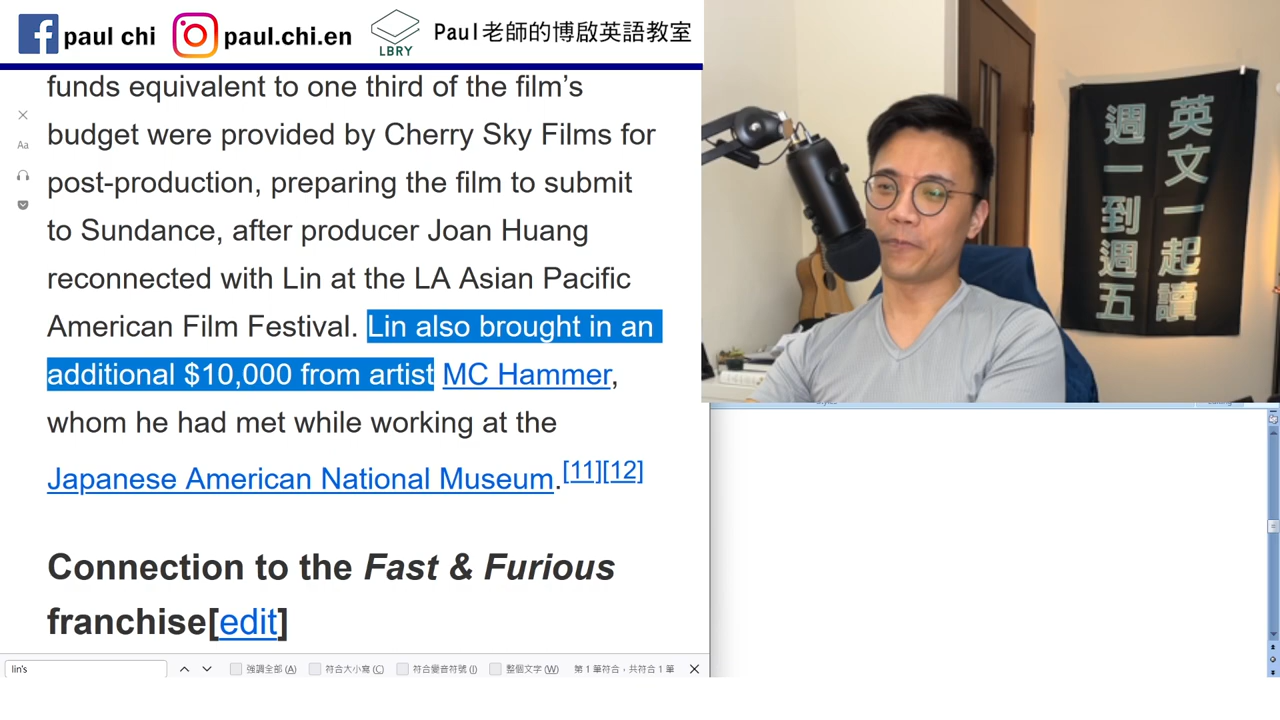 paul chi
paul.chi.en
LBRY
Paul老師的博啟英語教室
funds equivalent to one third of the film’s
budget were provided by Cherry Sky Films for
post-production, preparing the film to submit
to Sundance, after producer Joan Huang
reconnected with Lin at the LA Asian Pacific
American Film Festival. Lin also brought in an
additional $10,000 from artist MC Hammer,
whom he had met while working at the
Japanese American National Museum.[11][12]
Connection to the Fast & Furious
franchise[edit]
Aa
英文一起讀
週一到週五
lin's
強調全部 (A)
符合大小寫 (C)
符合變音符號 (I)
整個文字 (W)
第 1 筆符合，共符合 1 筆